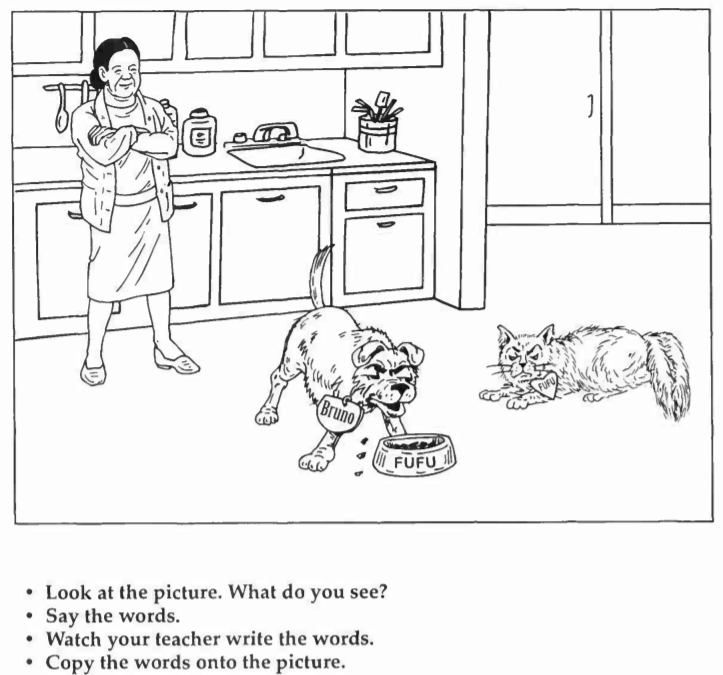 Bruno
FUFU
FUFU
• Look at the picture. What do you see?
• Say the words.
• Watch your teacher write the words.
• Copy the words onto the picture.